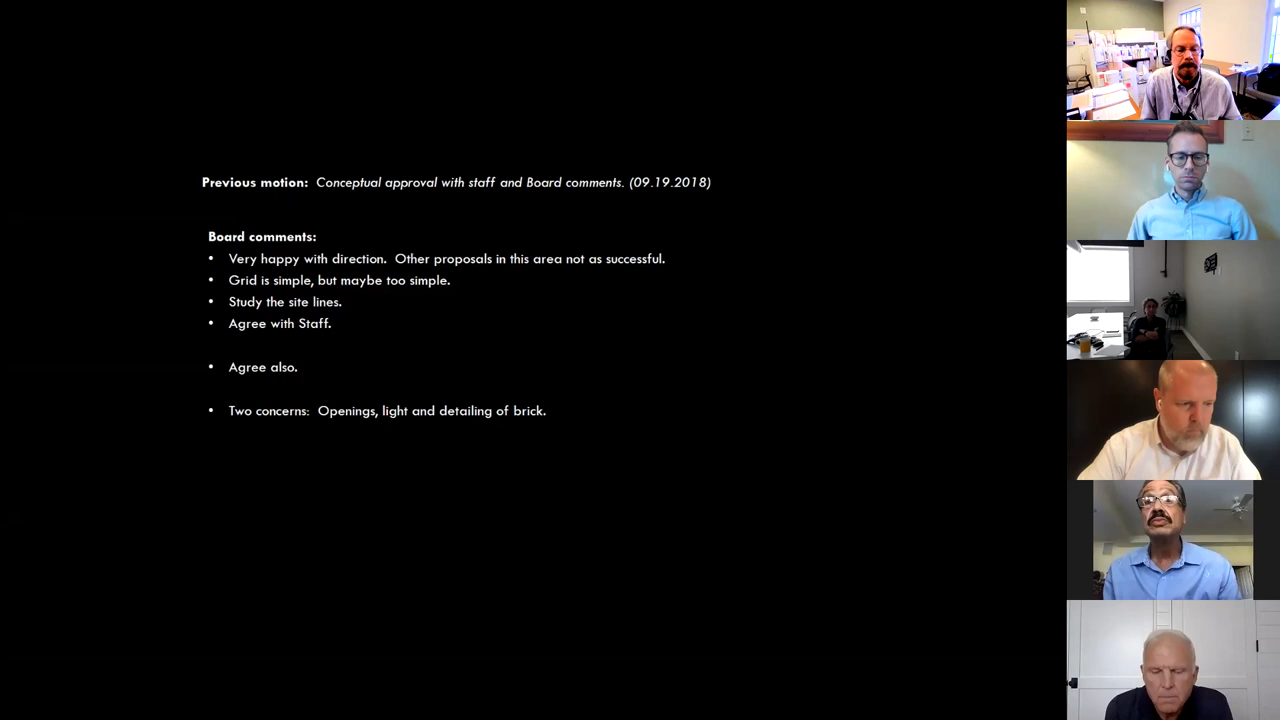 Previous motion: Conceptual approval with staff and Board comments. (09.19.2018)
Board comments:
• Very happy with direction. Other proposals in this area not as successful.
• Grid is simple, but maybe too simple.
• Study the site lines.
• Agree with Staff.
• Agree also.
• Two concerns: Openings, light and detailing of brick.